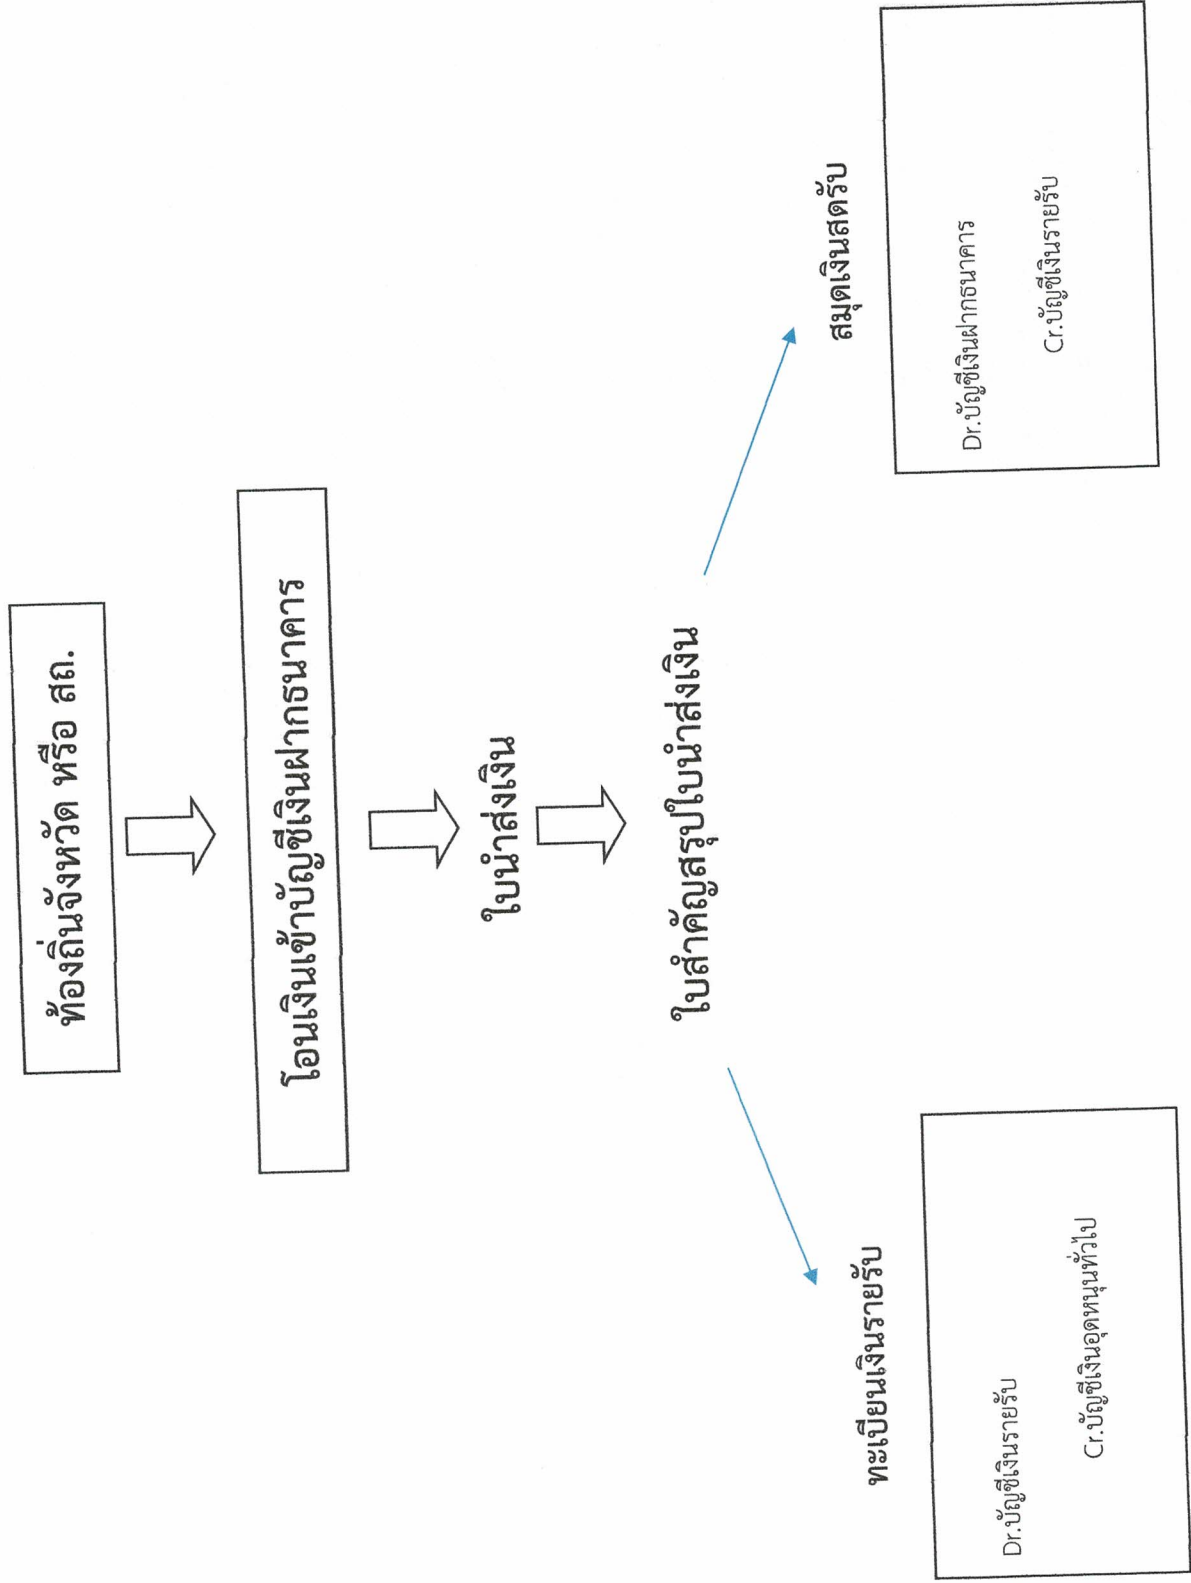 ท้องถิ่นจังหวัด หรือ สถ.
โอนเงินเข้าบัญชีเงินฝากธนาคาร
ใบนำส่งเงิน
ใบสำคัญสรุปใบนำส่งเงิน
ทะเบียนเงินรายรับ
Dr.บัญชีเงินรายรับ
Cr.บัญชีเงินอุดหนุนทั่วไป
สมุดเงินสดรับ
Dr.บัญชีเงินฝากธนาคาร
Cr.บัญชีเงินรายรับ